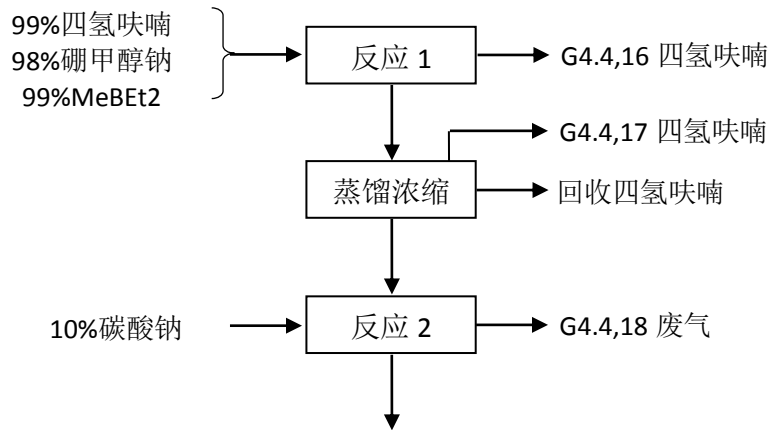 99%四氢呋喃
98%硼甲醇钠
99%MeBEt2
反应 1
G4.4,16 四氢呋喃
G4.4,17 四氢呋喃
蒸馏浓缩
回收四氢呋喃
10%碳酸钠
反应 2
G4.4,18 废气